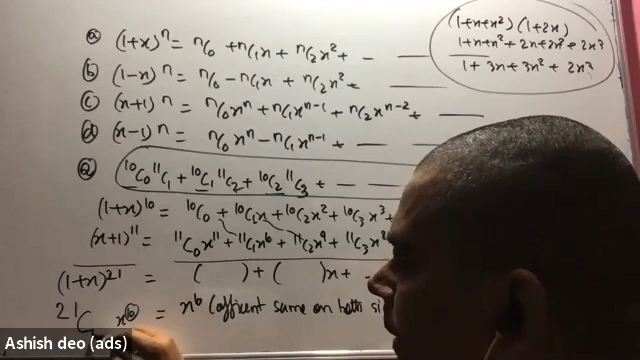 (a) (1+x)ⁿ = ⁿC₀ + ⁿC₁x + ⁿC₂x² + – —
(b) (1-x)ⁿ = ⁿC₀ - ⁿC₁x + ⁿC₂x² + ———
(c) (x+1)ⁿ = ⁿC₀xⁿ + ⁿC₁xⁿ⁻¹ + ⁿC₂xⁿ⁻² + ——
(d) (x-1)ⁿ = ⁿC₀xⁿ - ⁿC₁xⁿ⁻¹ + — —
(1+x+x²)(1+2x)
1+x+x²+2x+2x²+2x³
1+3x+3x²+2x³
(Q) ¹⁰C₀ ¹¹C₁ + ¹⁰C₁ ¹¹C₂ + ¹⁰C₂ ¹¹C₃ + – — —
(1+x)¹⁰ = ¹⁰C₀ + ¹⁰C₁x + ¹⁰C₂x² + ¹⁰C₃x³ +
(x+1)¹¹ = ¹¹C₀x¹¹ + ¹¹C₁x¹⁰ + ¹¹C₂x⁹ + ¹¹C₃x⁸
(1+x)²¹ = ( ) + ( )x + -
²¹C x¹⁰ = x¹⁰ (officent same on both si
Ashish deo (ads)